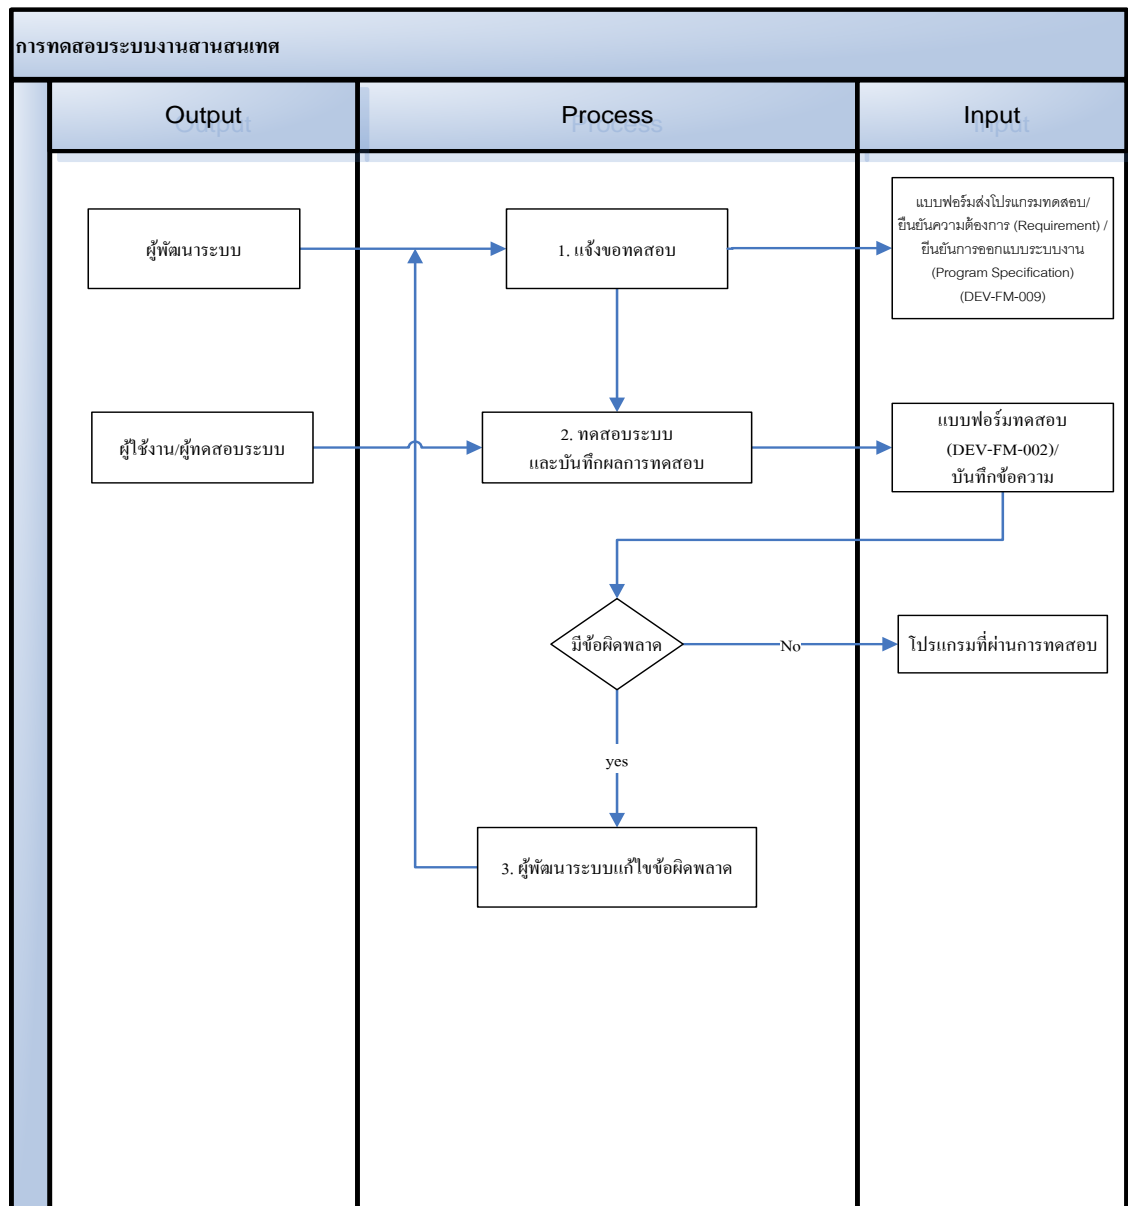 การทดสอบระบบงานสานสนเทศ
Output
Process
Input
ผู้พัฒนาระบบ
1. แจ้งขอทดสอบ
แบบฟอร์มส่งโปรแกรมทดสอบ/
ยืนยันความต้องการ (Requirement) /
ยืนยันการออกแบบระบบงาน
(Program Specification)
(DEV-FM-009)
ผู้ใช้งาน/ผู้ทดสอบระบบ
2. ทดสอบระบบ
และบันทึกผลการทดสอบ
แบบฟอร์มทดสอบ
(DEV-FM-002)/
บันทึกข้อความ
มีข้อผิดพลาด
No
โปรแกรมที่ผ่านการทดสอบ
yes
3. ผู้พัฒนาระบบแก้ไขข้อผิดพลาด